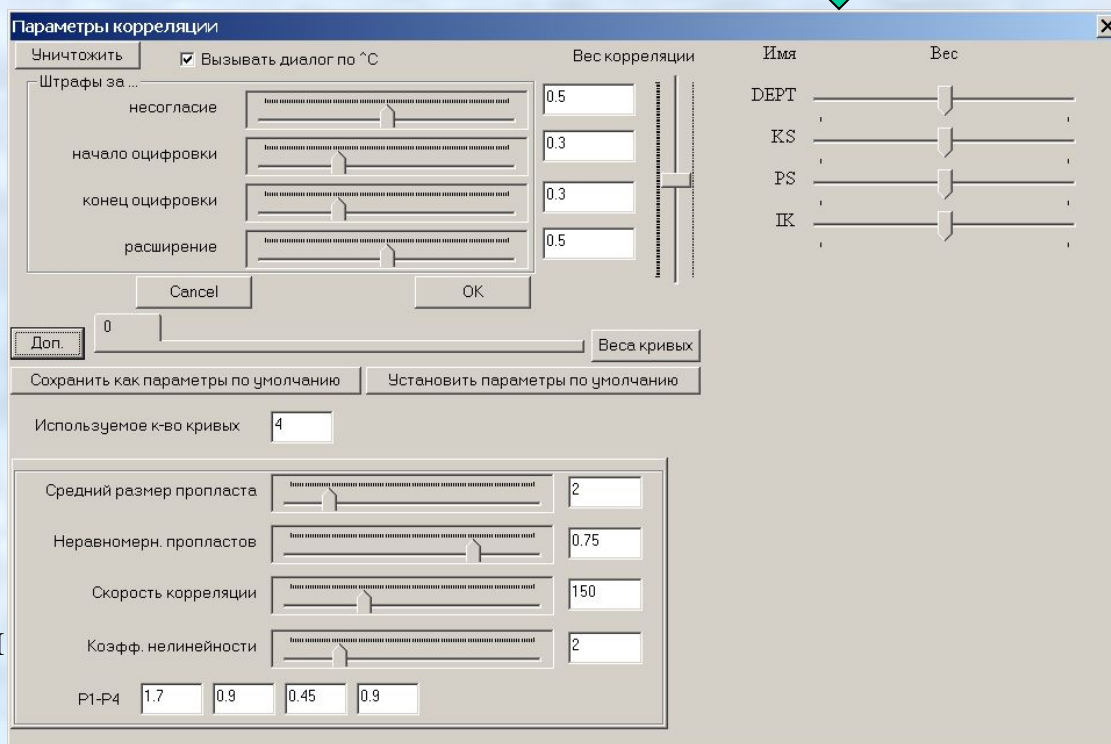 Параметры корреляции
Уничтожить
Вызывать диалог по ^C
Вес корреляции
Имя Вес
Штрафы за ...
несогласие 0.5
DEPT
начало оцифровки 0.3
KS
конец оцифровки 0.3
PS
IK
расширение 0.5
Cancel OK
0
Доп. Веса кривых
Сохранить как параметры по умолчанию Установить параметры по умолчанию
Используемое к-во кривых 4
Средний размер пропласта 2
Неравномерн. пропластов 0.75
Скорость корреляции 150
Коэфф. нелинейности 2
P1-P4 1.7 0.9 0.45 0.9